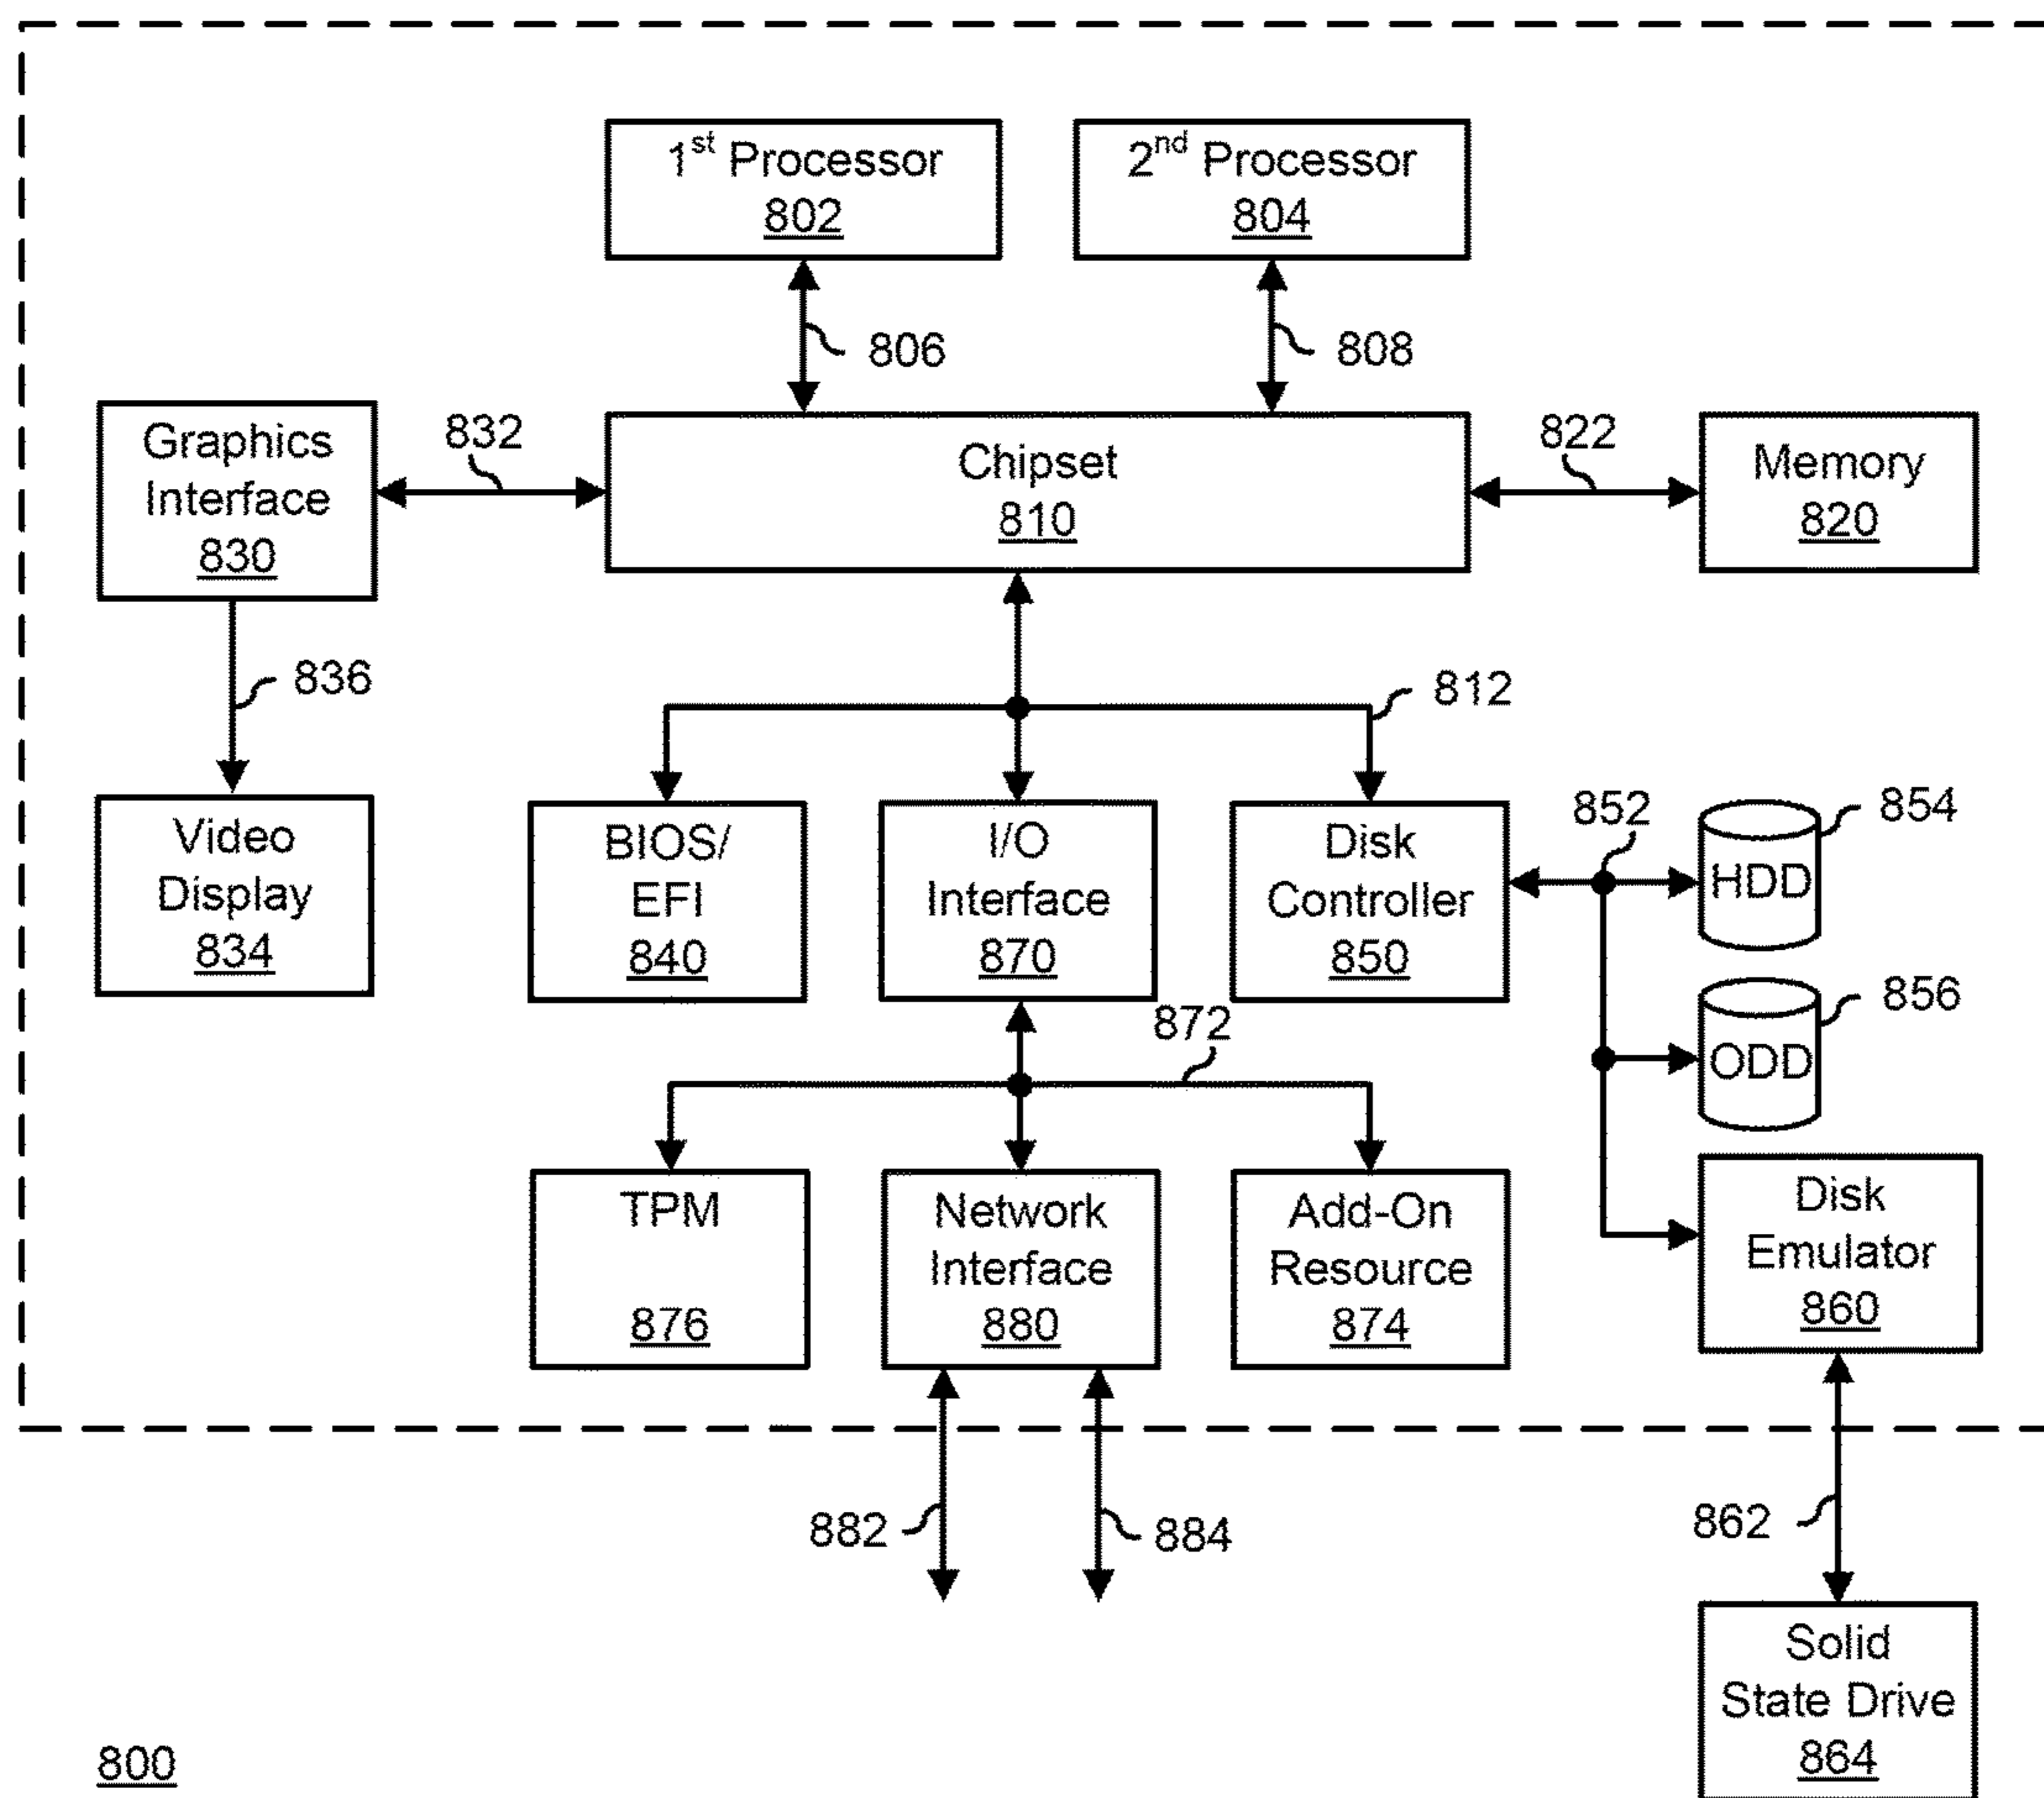 1st Processor
802
2nd Processor
804
806
808
Graphics
Interface
830
832
Chipset
810
822
Memory
820
836
812
Video
Display
834
BIOS/
EFI
840
I/O
Interface
870
Disk
Controller
850
852
HDD
854
ODD
856
872
TPM
876
Network
Interface
880
Add-On
Resource
874
Disk
Emulator
860
882
884
862
Solid
State Drive
864
800